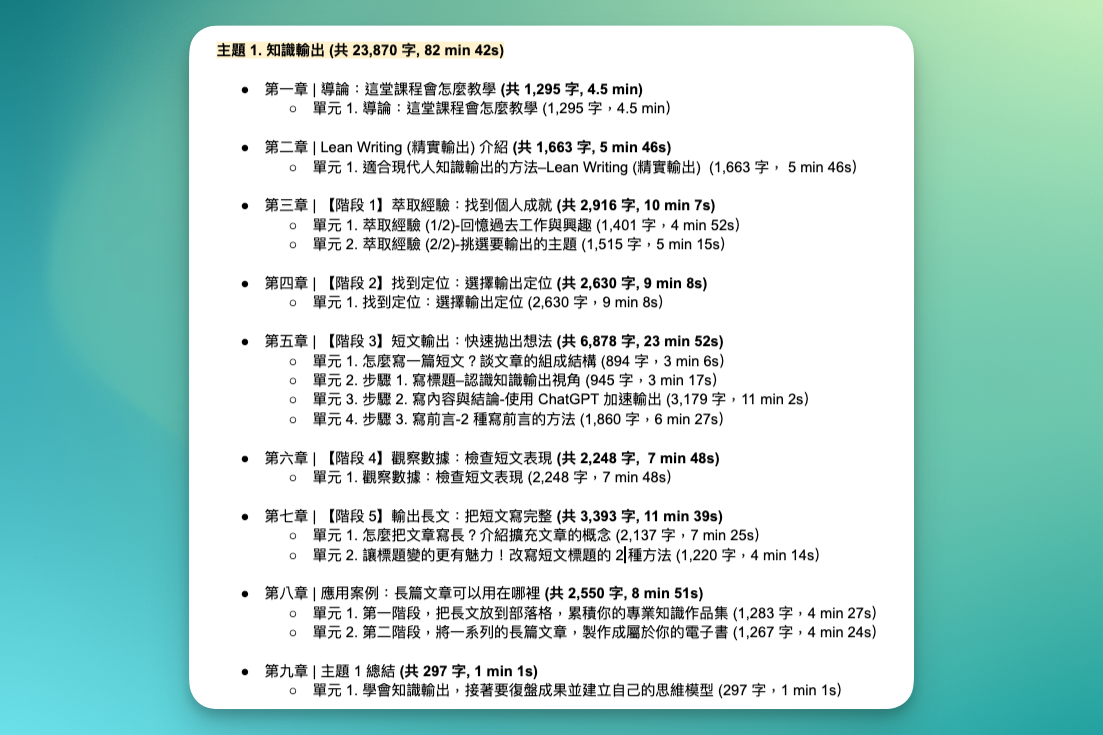 主題 1. 知識輸出 (共 23,870 字, 82 min 42s)
● 第一章 | 導論：這堂課程會怎麼教學 (共 1,295 字, 4.5 min)
○ 單元 1. 導論：這堂課程會怎麼教學 (1,295 字，4.5 min）
● 第二章 | Lean Writing (精實輸出) 介紹 (共 1,663 字, 5 min 46s)
○ 單元 1. 適合現代人知識輸出的方法–Lean Writing (精實輸出)（1,663 字， 5 min 46s）
● 第三章 | 【階段 1】萃取經驗：找到個人成就 (共 2,916 字, 10 min 7s)
○ 單元 1. 萃取經驗 (1/2)-回憶過去工作與興趣 (1,401 字，4 min 52s）
○ 單元 2. 萃取經驗 (2/2)-挑選要輸出的主題 (1,515 字，5 min 15s）
● 第四章 | 【階段 2】找到定位：選擇輸出定位 (共 2,630 字, 9 min 8s)
○ 單元 1. 找到定位：選擇輸出定位 (2,630 字，9 min 8s）
● 第五章 | 【階段 3】短文輸出：快速拋出想法 (共 6,878 字, 23 min 52s)
○ 單元 1. 怎麼寫一篇短文？談文章的組成結構 (894 字，3 min 6s）
○ 單元 2. 步驟 1. 寫標題–認識知識輸出視角 (945 字，3 min 17s）
○ 單元 3. 步驟 2. 寫內容與結論-使用 ChatGPT 加速輸出 (3,179 字，11 min 2s）
○ 單元 4. 步驟 3. 寫前言-2 種寫前言的方法 (1,860 字，6 min 27s）
● 第六章 | 【階段 4】觀察數據：檢查短文表現 (共 2,248 字, 7 min 48s)
○ 單元 1. 觀察數據：檢查短文表現 (2,248 字，7 min 48s）
● 第七章 | 【階段 5】輸出長文：把短文寫完整 (共 3,393 字, 11 min 39s)
○ 單元 1. 怎麼把文章寫長？介紹擴充文章的概念 (2,137 字，7 min 25s）
○ 單元 2. 讓標題變的更有魅力！改寫短文標題的 2種方法 (1,220 字，4 min 14s）
● 第八章 | 應用案例：長篇文章可以用在哪裡 (共 2,550 字, 8 min 51s)
○ 單元 1. 第一階段，把長文放到部落格，累積你的專業知識作品集 (1,283 字，4 min 27s）
○ 單元 2. 第二階段，將一系列的長篇文章，製作成屬於你的電子書 (1,267 字，4 min 24s）
● 第九章 | 主題 1 總結 (共 297 字, 1 min 1s)
○ 單元 1. 學會知識輸出，接著要復盤成果並建立自己的思維模型 (297 字，1 min 1s）